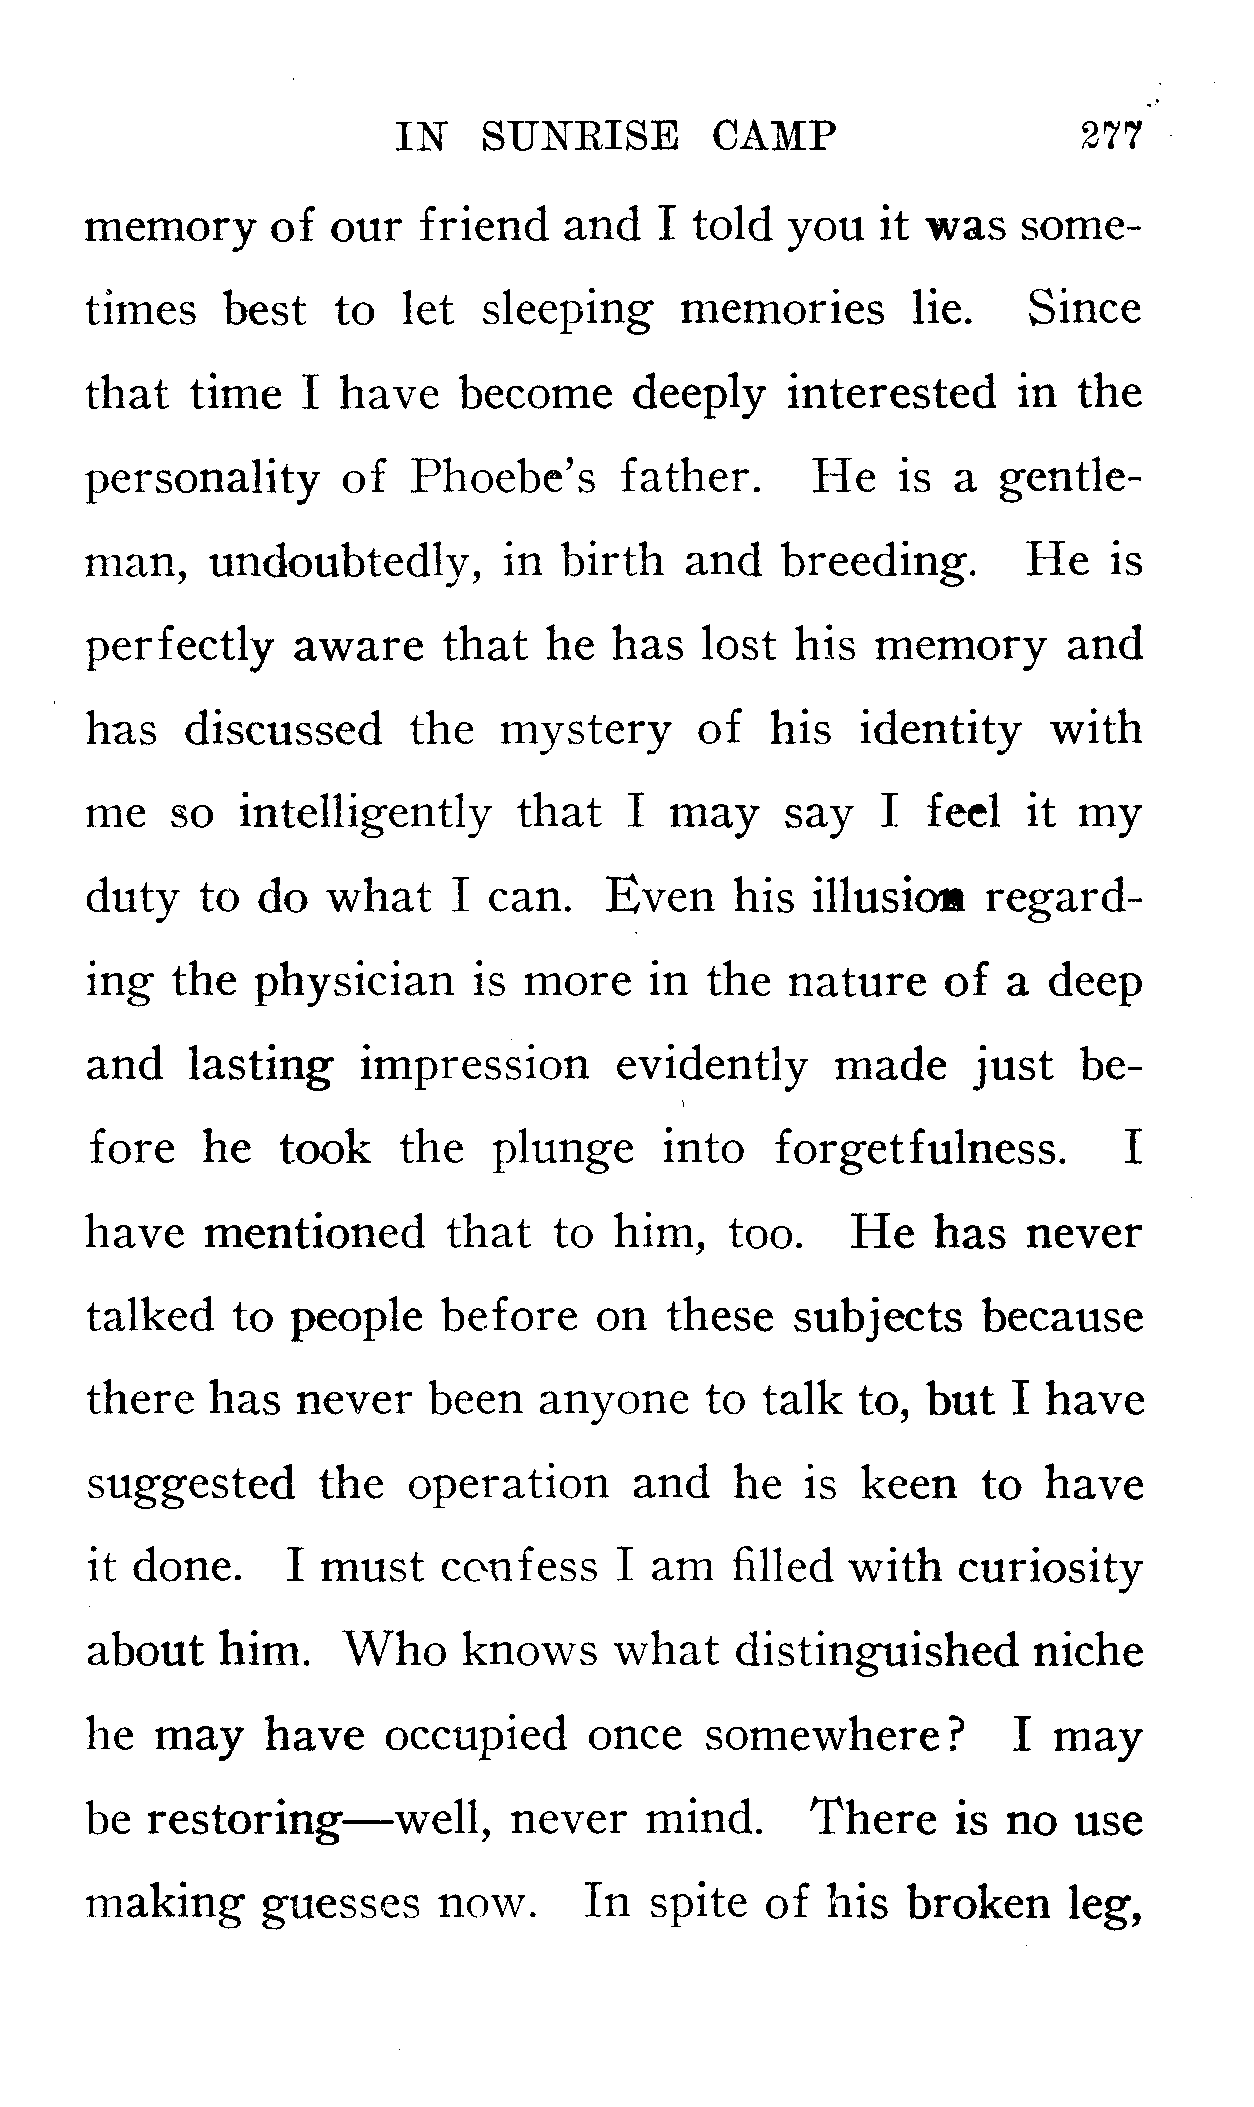 IN SUNRISE CAMP 277
memory of our friend and I told you it was some-
times best to let sleeping memories lie. Since
that time I have become deeply interested in the
personality of Phoebe's father. He is a gentle-
man, undoubtedly, in birth and breeding. He is
perfectly aware that he has lost his memory and
has discussed the mystery of his identity with
me so intelligently that I may say I feel it my
duty to do what I can. Even his illusion regard-
ing the physician is more in the nature of a deep
and lasting impression evidently made just be-
fore he took the plunge into forgetfulness. I
have mentioned that to him, too. He has never
talked to people before on these subjects because
there has never been anyone to talk to, but I have
suggested the operation and he is keen to have
it done. I must confess I am filled with curiosity
about him. Who knows what distinguished niche
he may have occupied once somewhere? I may
be restoring—well, never mind. There is no use
making guesses now. In spite of his broken leg,